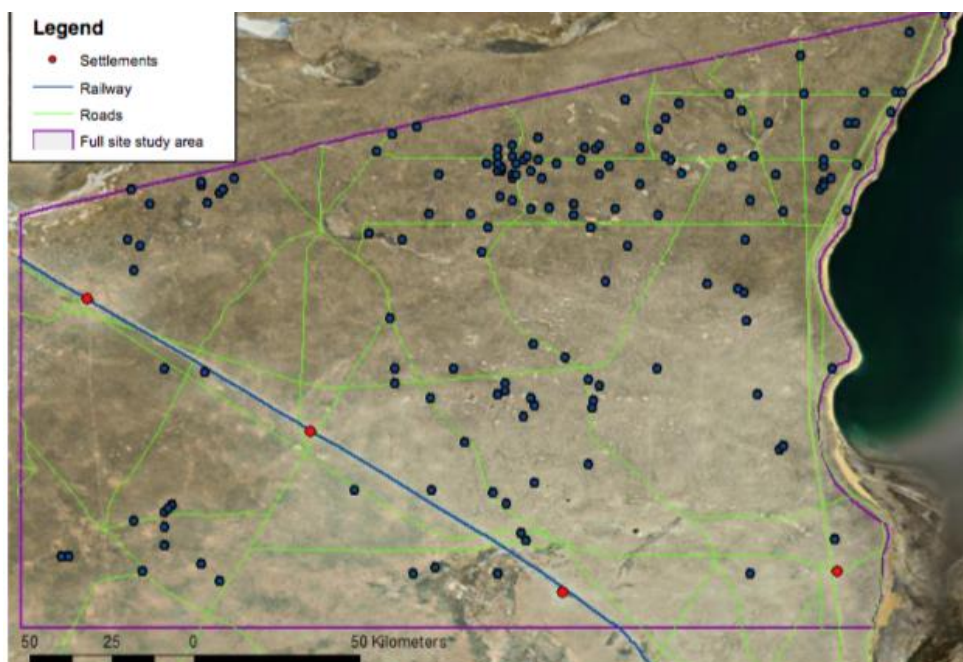 Legend
Settlements
Railway
Roads
Full site study area
50 25 0 50 Kilometers